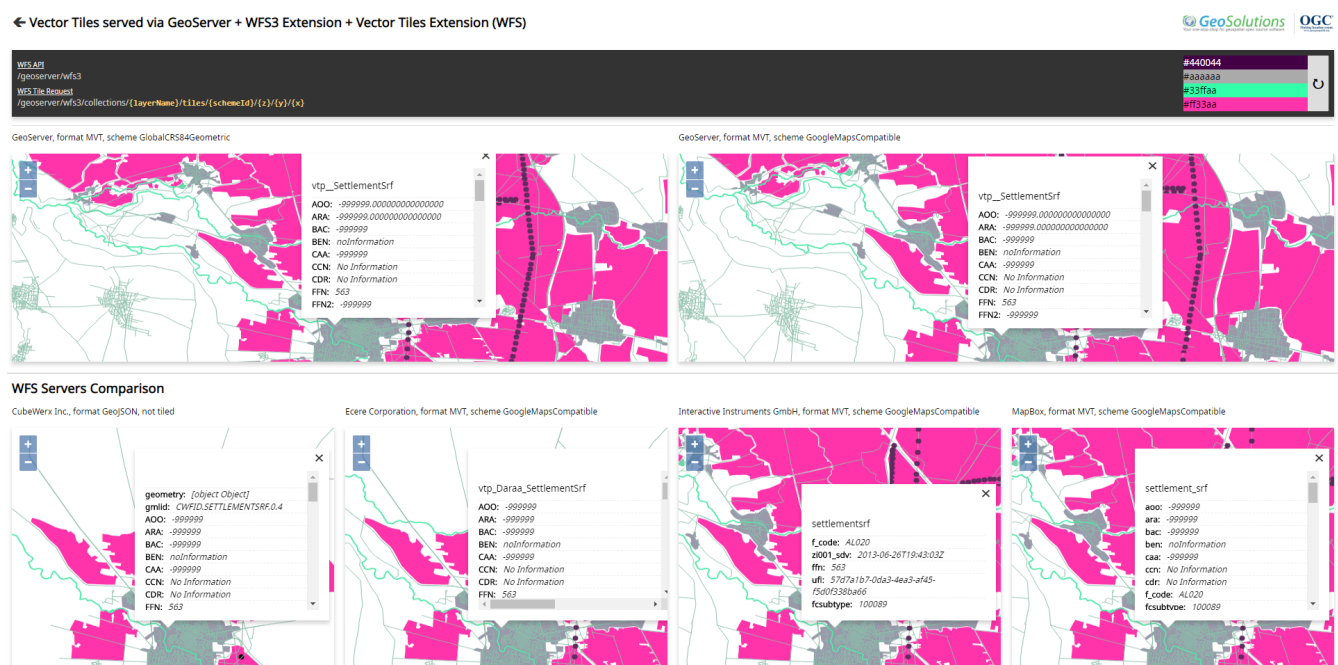 ← Vector Tiles served via GeoServer + WFS3 Extension + Vector Tiles Extension (WFS)
GeoSolutions
OGC
WFS API
/geoserver/wfs3
WFS Tile Request
/geoserver/wfs3/collections/{layerName}/tiles/{schemeId}/{z}/{y}/{x}
#440044
#aaaaaa
#33ffaa
#ff33aa
GeoServer, format MVT, scheme GlobalCRS84Geometric
+
−
vtp__SettlementSrf
AOO: -999999.000000000000000
ARA: -999999.000000000000000
BAC: -999999
BEN: noInformation
CAA: -999999
CCN: No Information
CDR: No Information
FFN: 563
FFN2: -999999
GeoServer, format MVT, scheme GoogleMapsCompatible
+
−
vtp__SettlementSrf
AOO: -999999.000000000000000
ARA: -999999.000000000000000
BAC: -999999
BEN: noInformation
CAA: -999999
CCN: No Information
CDR: No Information
FFN: 563
FFN2: -999999
WFS Servers Comparison
CubeWerx Inc., format GeoJSON, not tiled
+
−
geometry: [object Object]
gmlid: CWFID.SETTLEMENTSRF.0.4
AOO: -999999
ARA: -999999
BAC: -999999
BEN: noInformation
CAA: -999999
CCN: No Information
CDR: No Information
FFN: 563
Ecere Corporation, format MVT, scheme GoogleMapsCompatible
+
−
vtp_Daraa_SettlementSrf
AOO: -999999
ARA: -999999
BAC: -999999
BEN: noInformation
CAA: -999999
CCN: No Information
CDR: No Information
FFN: 563
Interactive Instruments GmbH, format MVT, scheme GoogleMapsCompatible
+
−
settlementsrf
f_code: AL020
zi001_sdv: 2013-06-26T19:43:03Z
ffn: 563
ufi: 57d7a1b7-0da3-4ea3-af45-
f5d0f338ba66
fcsubtype: 100089
MapBox, format MVT, scheme GoogleMapsCompatible
+
−
settlement_srf
aoo: -999999
ara: -999999
bac: -999999
ben: noInformation
caa: -999999
ccn: No Information
cdr: No Information
f_code: AL020
fcsubtype: 100089